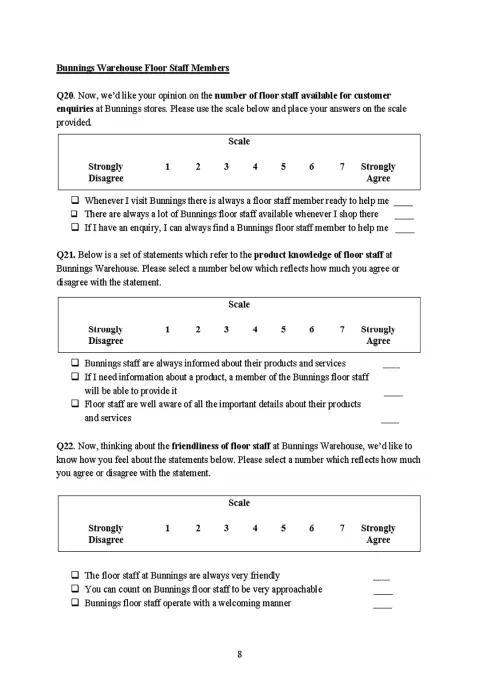 Bunnings Warehouse Floor Staff Members
Q20. Now, we'd like your opinion on the number of floor staff available for customer
enquiries at Bunnings stores. Please use the scale below and place your answers on the scale
provided.
Scale
Strongly 1 2 3 4 5 6 7 Strongly
Disagree Agree
❑ Whenever I visit Bunnings there is always a floor staff member ready to help me ____
❑ There are always a lot of Bunnings floor staff available whenever I shop there ____
❑ If I have an enquiry, I can always find a Bunnings floor staff member to help me ____
Q21. Below is a set of statements which refer to the product knowledge of floor staff at
Bunnings Warehouse. Please select a number below which reflects how much you agree or
disagree with the statement.
Scale
Strongly 1 2 3 4 5 6 7 Strongly
Disagree Agree
❑ Bunnings staff are always informed about their products and services ____
❑ If I need information about a product, a member of the Bunnings floor staff
will be able to provide it ____
❑ Floor staff are well aware of all the important details about their products
and services ____
Q22. Now, thinking about the friendliness of floor staff at Bunnings Warehouse, we'd like to
know how you feel about the statements below. Please select a number which reflects how much
you agree or disagree with the statement.
Scale
Strongly 1 2 3 4 5 6 7 Strongly
Disagree Agree
❑ The floor staff at Bunnings are always very friendly ____
❑ You can count on Bunnings floor staff to be very approachable ____
❑ Bunnings floor staff operate with a welcoming manner ____
8